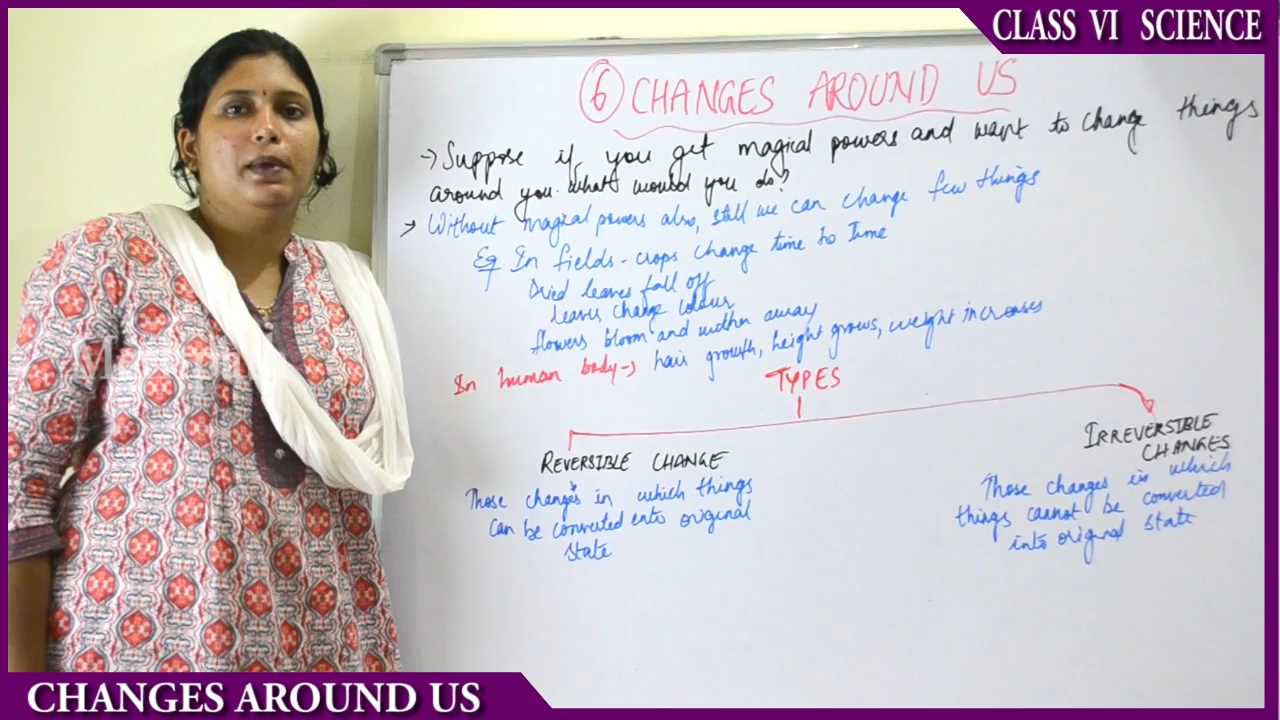 CLASS VI SCIENCE
⑥ CHANGES AROUND US
→ Suppose if you get magical powers and want to change things
around you. what would you do?
→ Without magical powers also, still we can change few things
Eg In fields - crops change time to Time
Dried leaves fall off
leaves change colour
flowers bloom and wither away
In human body → hair growth, height grows, weight increases
TYPES
REVERSIBLE CHANGE
Those changes in which things
can be converted into original
state
IRREVERSIBLE
CHANGES
Those changes in which
things cannot be converted
into original state
CHANGES AROUND US